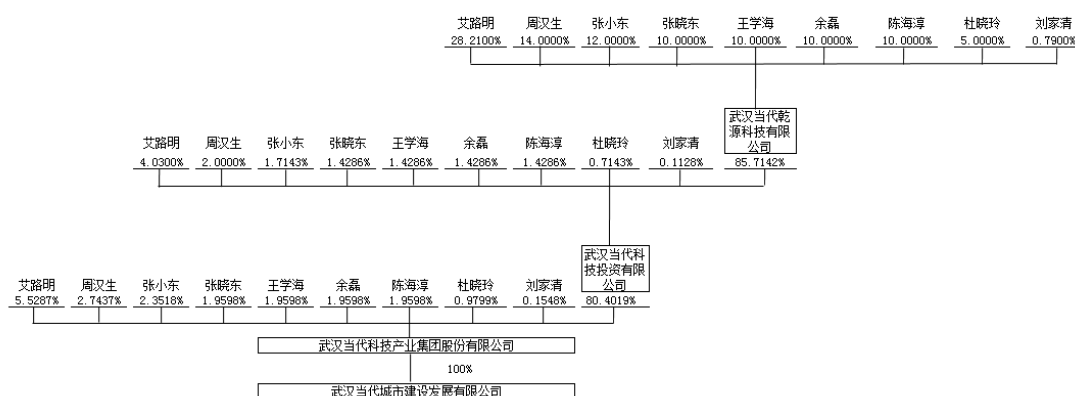 艾路明 周汉生 张小东 张晓东 王学海 余磊 陈海淳 杜晓玲 刘家清
28.2100% 14.0000% 12.0000% 10.0000% 10.0000% 10.0000% 10.0000% 5.0000% 0.7900%
武汉当代乾
源科技有限
公司
艾路明 周汉生 张小东 张晓东 王学海 余磊 陈海淳 杜晓玲 刘家清
4.0300% 2.0000% 1.7143% 1.4286% 1.4286% 1.4286% 1.4286% 0.7143% 0.1128% 85.7142%
武汉当代科
技投资有限
公司
艾路明 周汉生 张小东 张晓东 王学海 余磊 陈海淳 杜晓玲 刘家清
5.5287% 2.7437% 2.3518% 1.9598% 1.9598% 1.9598% 1.9598% 0.9799% 0.1548% 80.4019%
武汉当代科技产业集团股份有限公司
100%
武汉当代城市建设发展有限公司